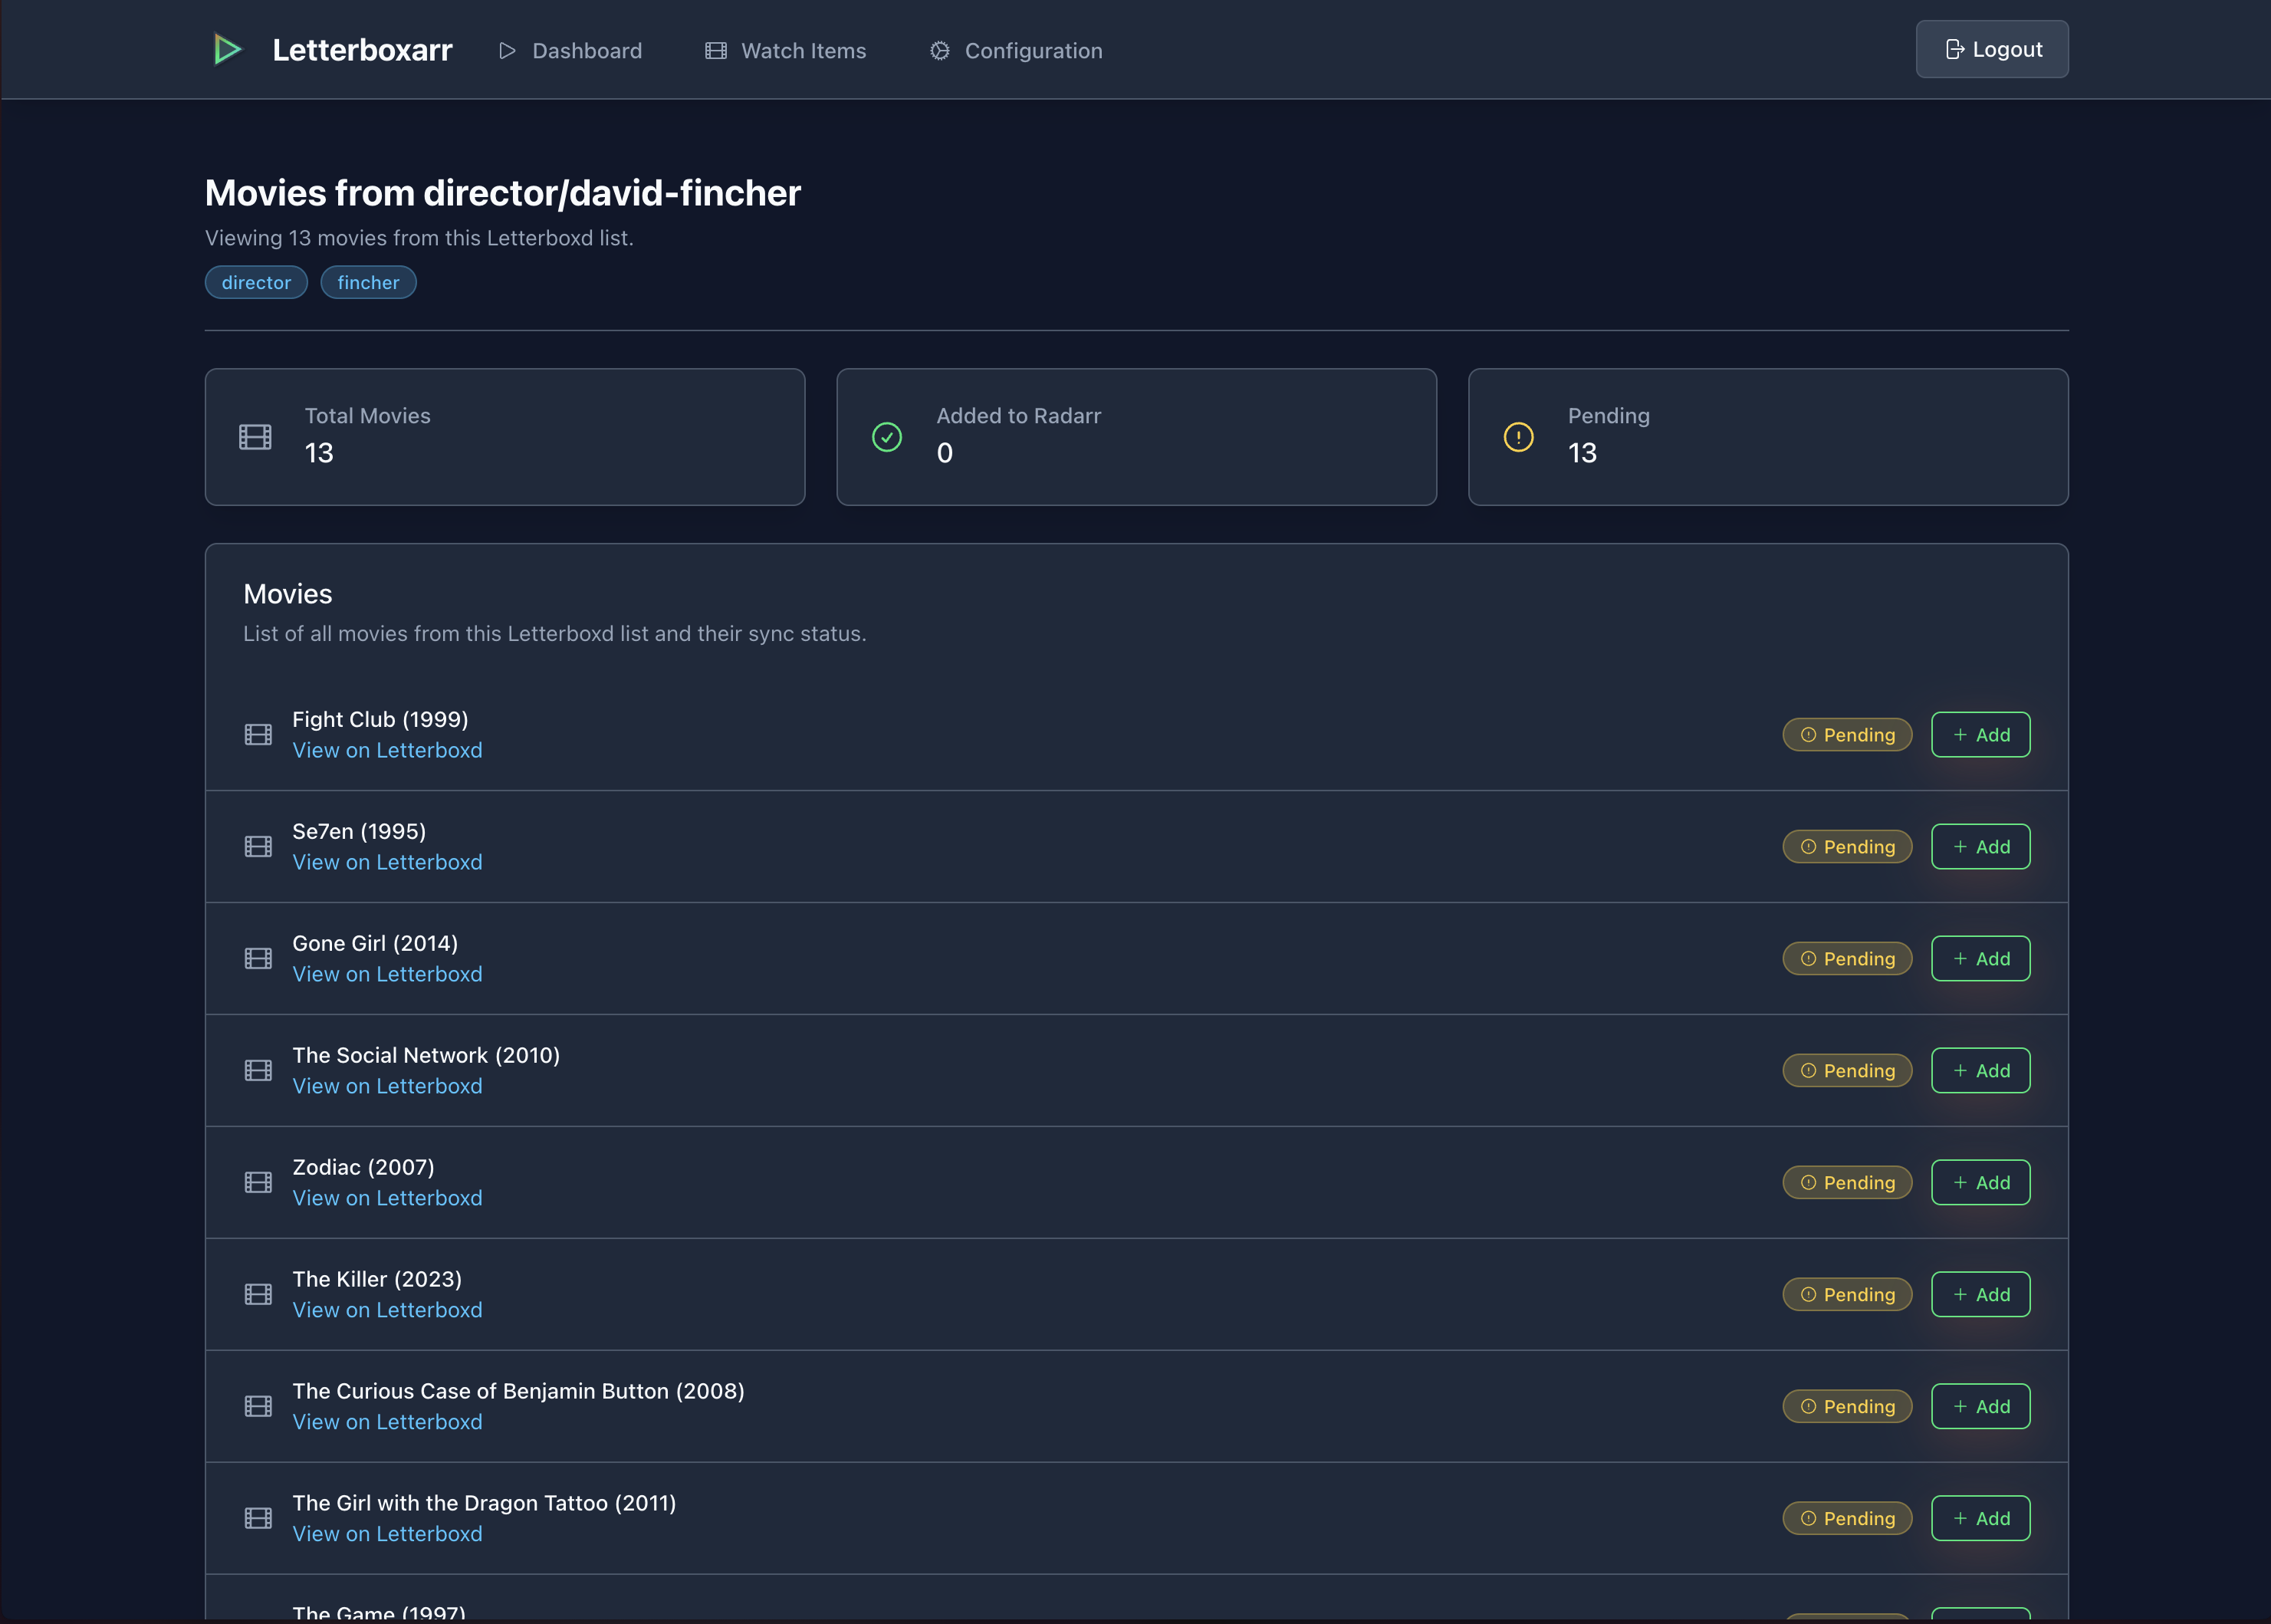 Letterboxarr
Dashboard
Watch Items
Configuration
Logout
Movies from director/david-fincher
Viewing 13 movies from this Letterboxd list.
director
fincher
Total Movies
13
Added to Radarr
0
Pending
13
Movies
List of all movies from this Letterboxd list and their sync status.
Fight Club (1999)
View on Letterboxd
Pending
+ Add
Se7en (1995)
View on Letterboxd
Pending
+ Add
Gone Girl (2014)
View on Letterboxd
Pending
+ Add
The Social Network (2010)
View on Letterboxd
Pending
+ Add
Zodiac (2007)
View on Letterboxd
Pending
+ Add
The Killer (2023)
View on Letterboxd
Pending
+ Add
The Curious Case of Benjamin Button (2008)
View on Letterboxd
Pending
+ Add
The Girl with the Dragon Tattoo (2011)
View on Letterboxd
Pending
+ Add
The Game (1997)